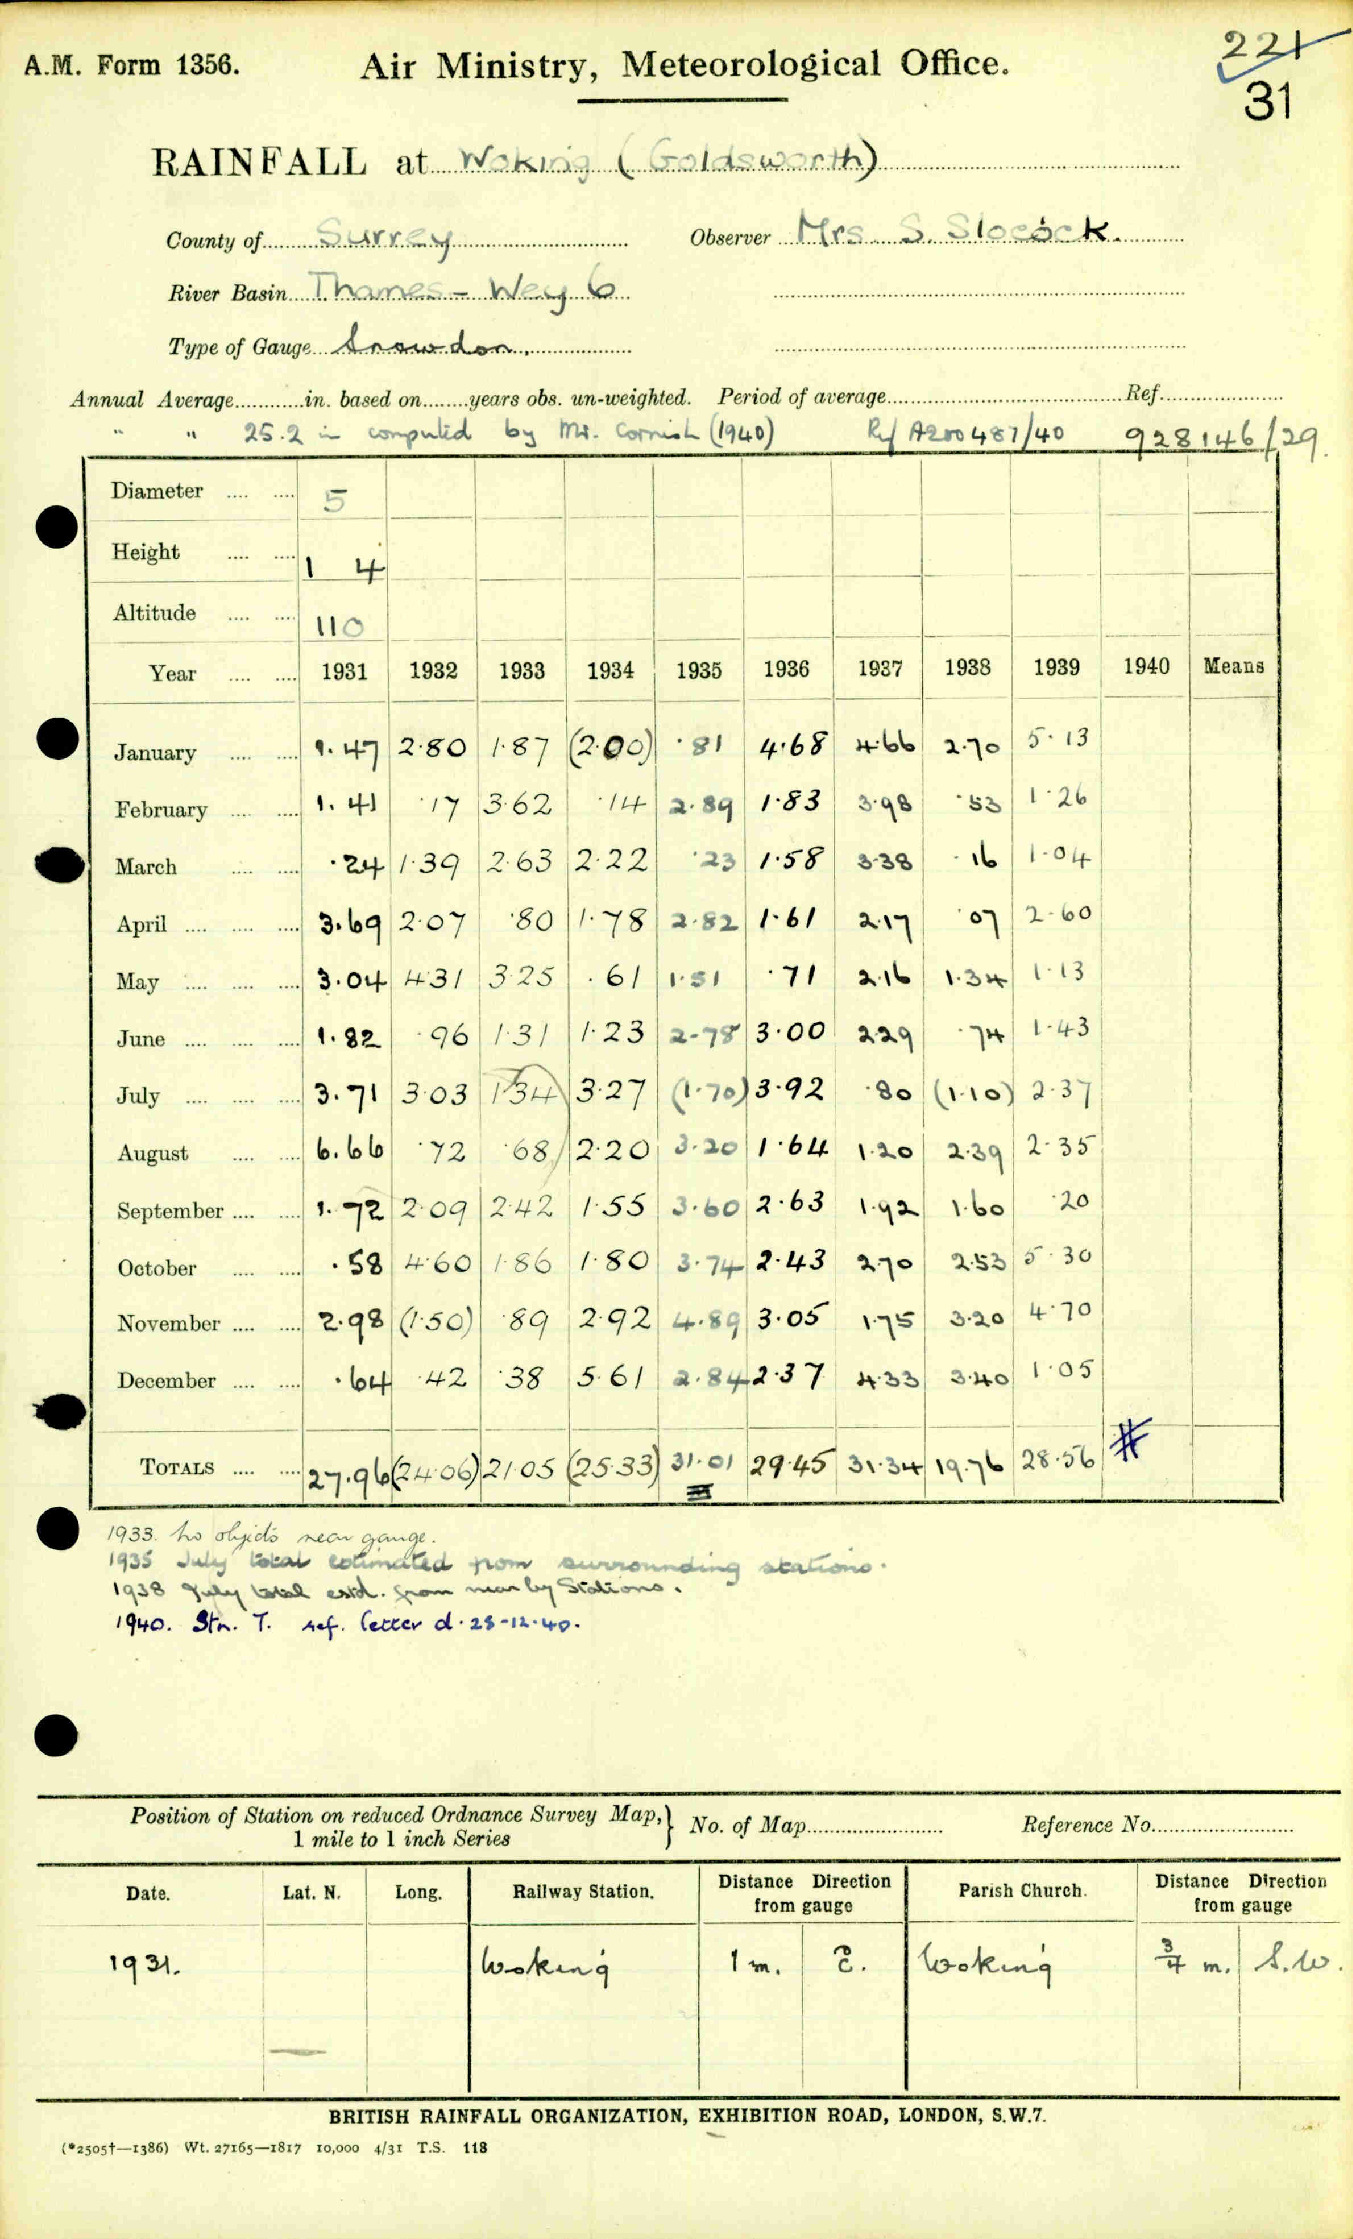 A.M. Form 1356. Air Ministry, Meteorological Office. 221
31
RAINFALL at Woking (Goldsworth)
County of Surrey Observer Mrs. S. Slocock.
River Basin Thames - Wey 6
Type of Gauge Snowdon.
Annual Average............in. based on........years obs. un-weighted. Period of average.......... Ref..........
" " 25.2 in computed by Mr. Cornish (1940) Ref A200487/40 928146/29.
Diameter .... .... 5
Height .... .... 1 4
Altitude .... .... 110
Year .... .... 1931 1932 1933 1934 1935 1936 1937 1938 1939 1940 Means
January .... .... 1.47 2.80 1.87 (2.00) .81 4.68 4.66 2.70 5.13
February .... .... 1.41 .17 3.62 .14 2.89 1.83 3.98 .53 1.26
March .... .... .24 1.39 2.63 2.22 .23 1.58 3.38 .16 1.04
April .... .... .... 3.69 2.07 .80 1.78 2.82 1.61 2.17 .07 2.60
May .... .... .... 3.04 4.31 3.25 .61 1.51 .71 2.16 1.34 1.13
June .... .... .... 1.82 .96 1.31 1.23 2.78 3.00 2.29 .74 1.43
July .... .... .... 3.71 3.03 1.34 3.27 (1.70) 3.92 .80 (1.10) 2.37
August .... .... 6.66 .72 .68 2.20 3.20 1.64 1.20 2.39 2.35
September .... .... 1.72 2.09 2.42 1.55 3.60 2.63 1.92 1.60 .20
October .... .... .58 4.60 1.86 1.80 3.74 2.43 2.70 2.53 5.30
November .... .... 2.98 (1.50) .89 2.92 4.89 3.05 1.75 3.20 4.70
December .... .... .64 .42 .38 5.61 2.84 2.37 4.33 3.40 1.05
TOTALS .... .... 27.96 (24.06) 21.05 (25.33) 31.01 29.45 31.34 19.76 28.56 #
1933. No objects near gauge.
1935 July total estimated from surrounding stations.
1938 July total estd. from near by Stations.
1940. Stn. T. ref. letter d. 28-12-40.
Position of Station on reduced Ordnance Survey Map, } No. of Map.......... Reference No..........
1 mile to 1 inch Series
Date. Lat. N. Long. Railway Station. Distance Direction from gauge Parish Church. Distance Direction from gauge
1931. Woking 1 m. E. Woking 3/4 m. S.W.
BRITISH RAINFALL ORGANIZATION, EXHIBITION ROAD, LONDON, S.W.7.
(*2505†—1386) Wt. 27165—1817 10,000 4/31 T.S. 118